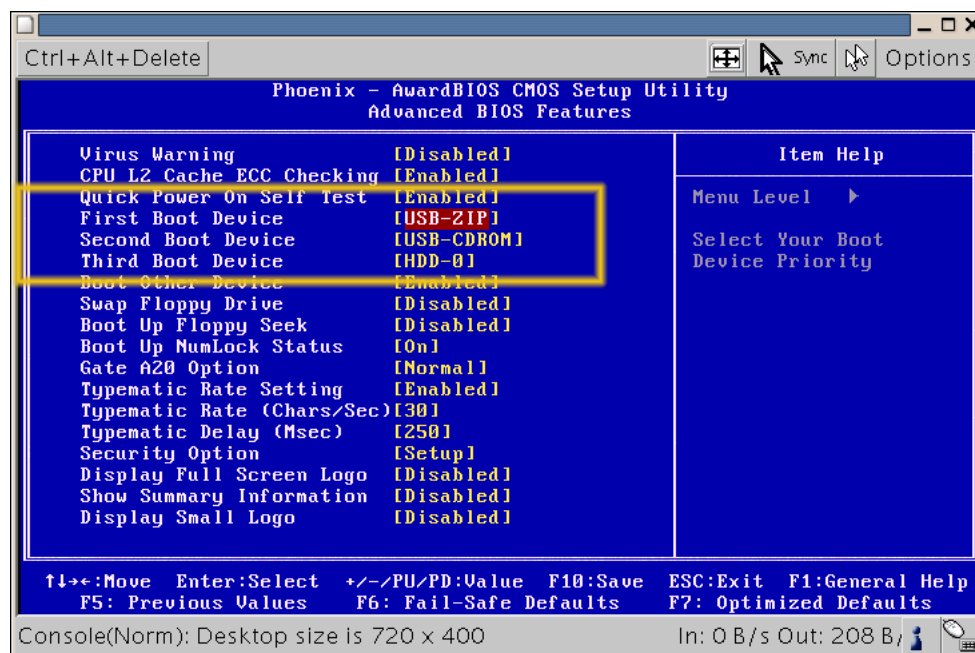 Ctrl+Alt+Delete Sync Options
Phoenix - AwardBIOS CMOS Setup Utility
Advanced BIOS Features
Virus Warning [Disabled]
CPU L2 Cache ECC Checking [Enabled]
Quick Power On Self Test [Enabled]
First Boot Device [USB-ZIP]
Second Boot Device [USB-CDROM]
Third Boot Device [HDD-0]
Boot Other Device [Enabled]
Swap Floppy Drive [Disabled]
Boot Up Floppy Seek [Disabled]
Boot Up NumLock Status [On]
Gate A20 Option [Normal]
Typematic Rate Setting [Enabled]
Typematic Rate (Chars/Sec)[30]
Typematic Delay (Msec) [250]
Security Option [Setup]
Display Full Screen Logo [Disabled]
Show Summary Information [Disabled]
Display Small Logo [Disabled]
Item Help
Menu Level
Select Your Boot
Device Priority
↑↓→←:Move Enter:Select +/-/PU/PD:Value F10:Save ESC:Exit F1:General Help
F5: Previous Values F6: Fail-Safe Defaults F7: Optimized Defaults
Console(Norm): Desktop size is 720 x 400 In: 0 B/s Out: 208 B/